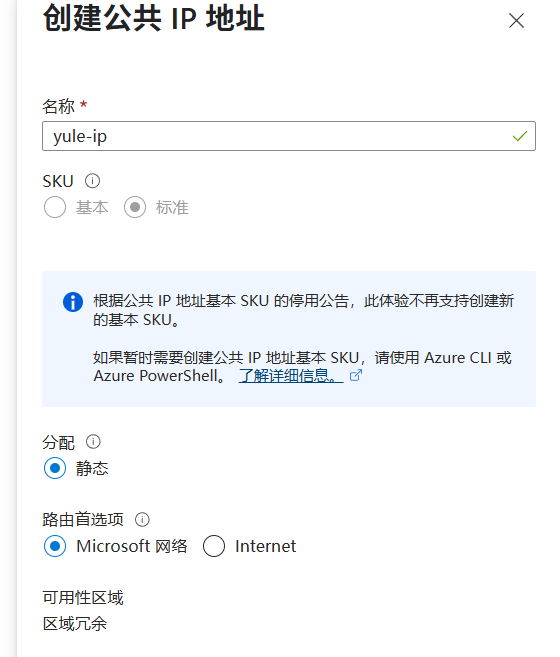 创建公共 IP 地址
名称 *
yule-ip
SKU
基本 标准
根据公共 IP 地址基本 SKU 的停用公告，此体验不再支持创建新
的基本 SKU。
如果暂时需要创建公共 IP 地址基本 SKU，请使用 Azure CLI 或
Azure PowerShell。 了解详细信息。
分配
静态
路由首选项
Microsoft 网络 Internet
可用性区域
区域冗余